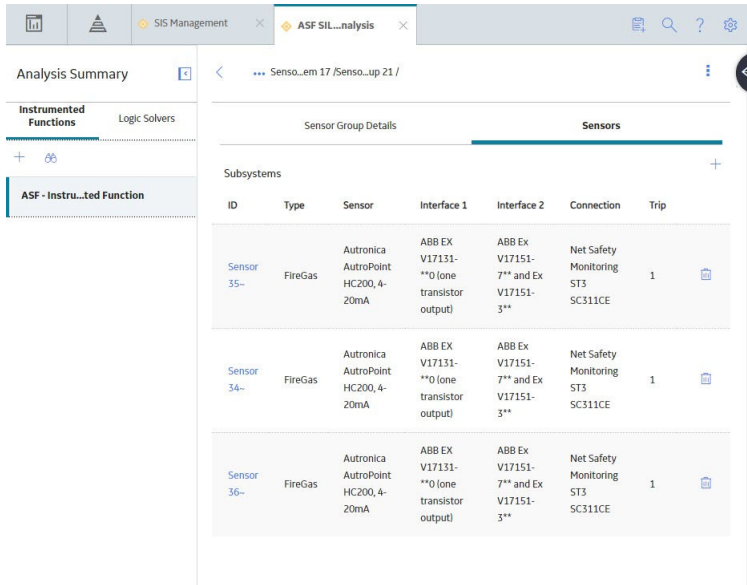 SIS Management
ASF SIL...nalysis
Analysis Summary
... Senso...em 17 /Senso...up 21 /
Instrumented Functions
Logic Solvers
Sensor Group Details
Sensors
ASF - Instru...ted Function
Subsystems
ID Type Sensor Interface 1 Interface 2 Connection Trip
Sensor 35~ FireGas Autronica AutroPoint HC200, 4-20mA ABB EX V17131-**0 (one transistor output) ABB Ex V17151-7** and Ex V17151-3** Net Safety Monitoring ST3 SC311CE 1
Sensor 34~ FireGas Autronica AutroPoint HC200, 4-20mA ABB EX V17131-**0 (one transistor output) ABB Ex V17151-7** and Ex V17151-3** Net Safety Monitoring ST3 SC311CE 1
Sensor 36~ FireGas Autronica AutroPoint HC200, 4-20mA ABB EX V17131-**0 (one transistor output) ABB Ex V17151-7** and Ex V17151-3** Net Safety Monitoring ST3 SC311CE 1